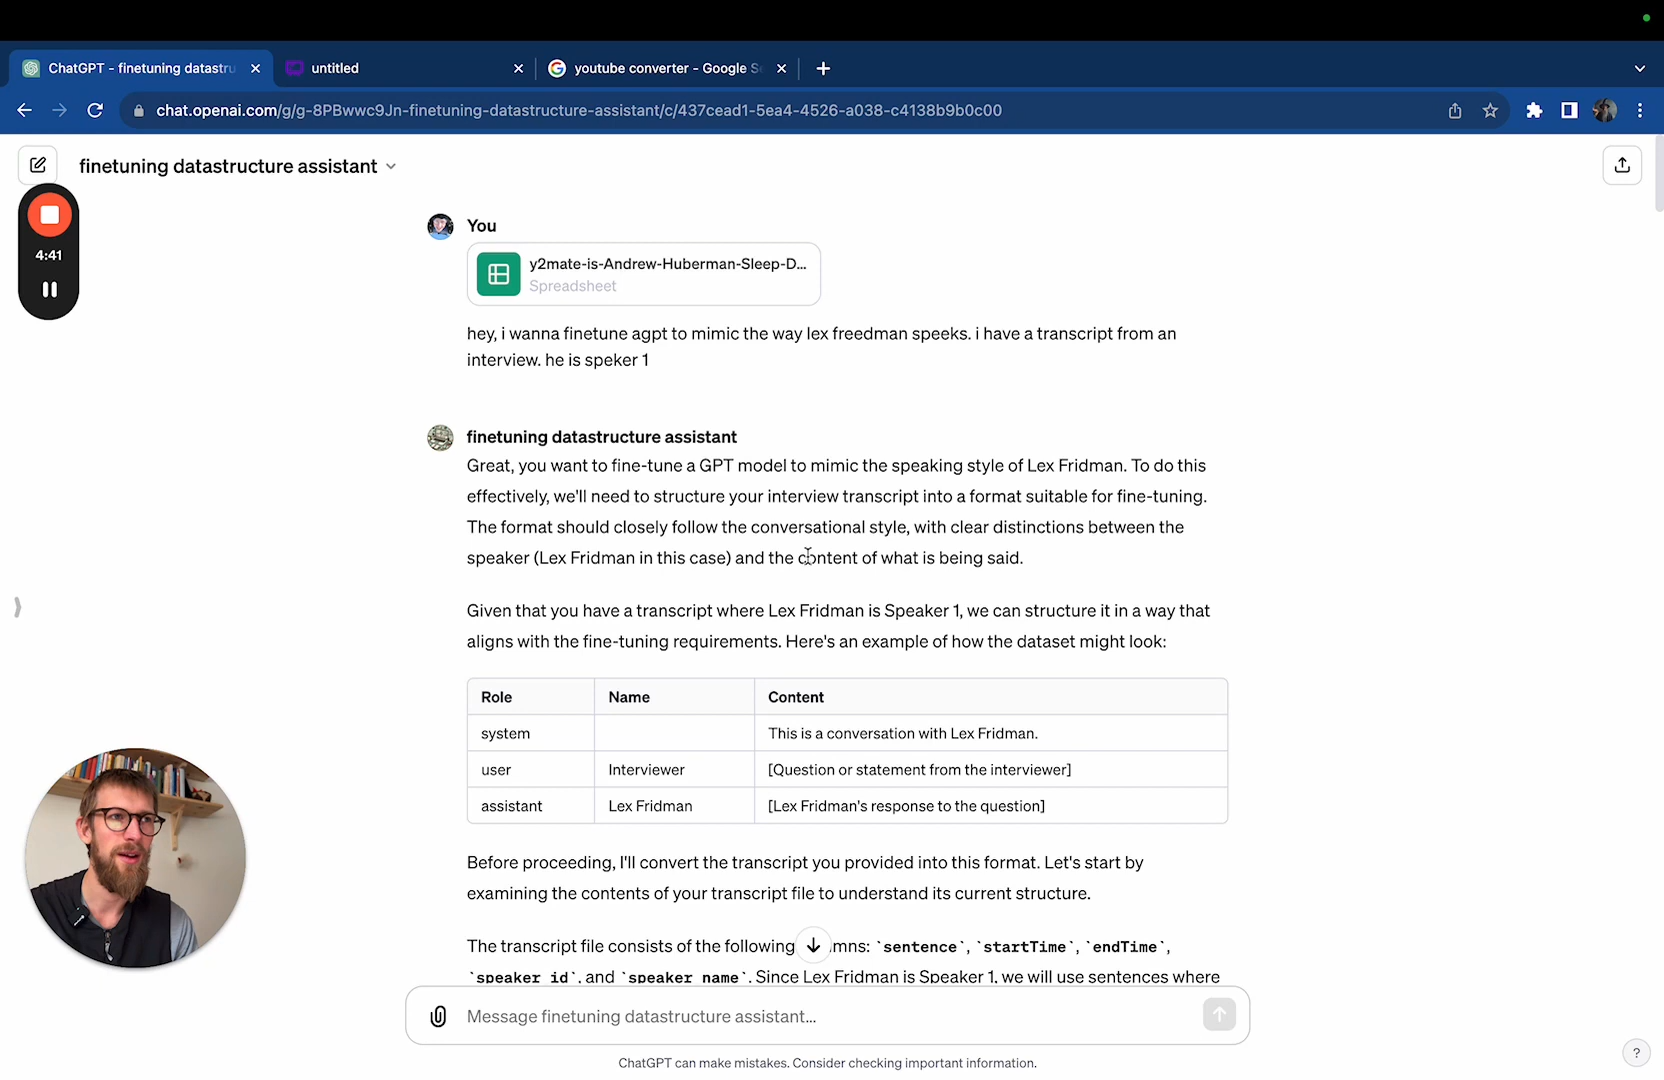 ChatGPT - finetuning datastru
untitled
youtube converter - Google S
chat.openai.com/g/g-8PBwwc9Jn-finetuning-datastructure-assistant/c/437cead1-5ea4-4526-a038-c4138b9b0c00
finetuning datastructure assistant
4:41
You
y2mate-is-Andrew-Huberman-Sleep-D...
Spreadsheet
hey, i wanna finetune agpt to mimic the way lex freedman speeks. i have a transcript from an
interview. he is speker 1
finetuning datastructure assistant
Great, you want to fine-tune a GPT model to mimic the speaking style of Lex Fridman. To do this
effectively, we'll need to structure your interview transcript into a format suitable for fine-tuning.
The format should closely follow the conversational style, with clear distinctions between the
speaker (Lex Fridman in this case) and the content of what is being said.
Given that you have a transcript where Lex Fridman is Speaker 1, we can structure it in a way that
aligns with the fine-tuning requirements. Here's an example of how the dataset might look:
Role Name Content
system This is a conversation with Lex Fridman.
user Interviewer [Question or statement from the interviewer]
assistant Lex Fridman [Lex Fridman's response to the question]
Before proceeding, I'll convert the transcript you provided into this format. Let's start by
examining the contents of your transcript file to understand its current structure.
The transcript file consists of the following mns: `sentence`, `startTime`, `endTime`,
`speaker id`, and `speaker name`. Since Lex Fridman is Speaker 1, we will use sentences where
Message finetuning datastructure assistant...
ChatGPT can make mistakes. Consider checking important information.
?